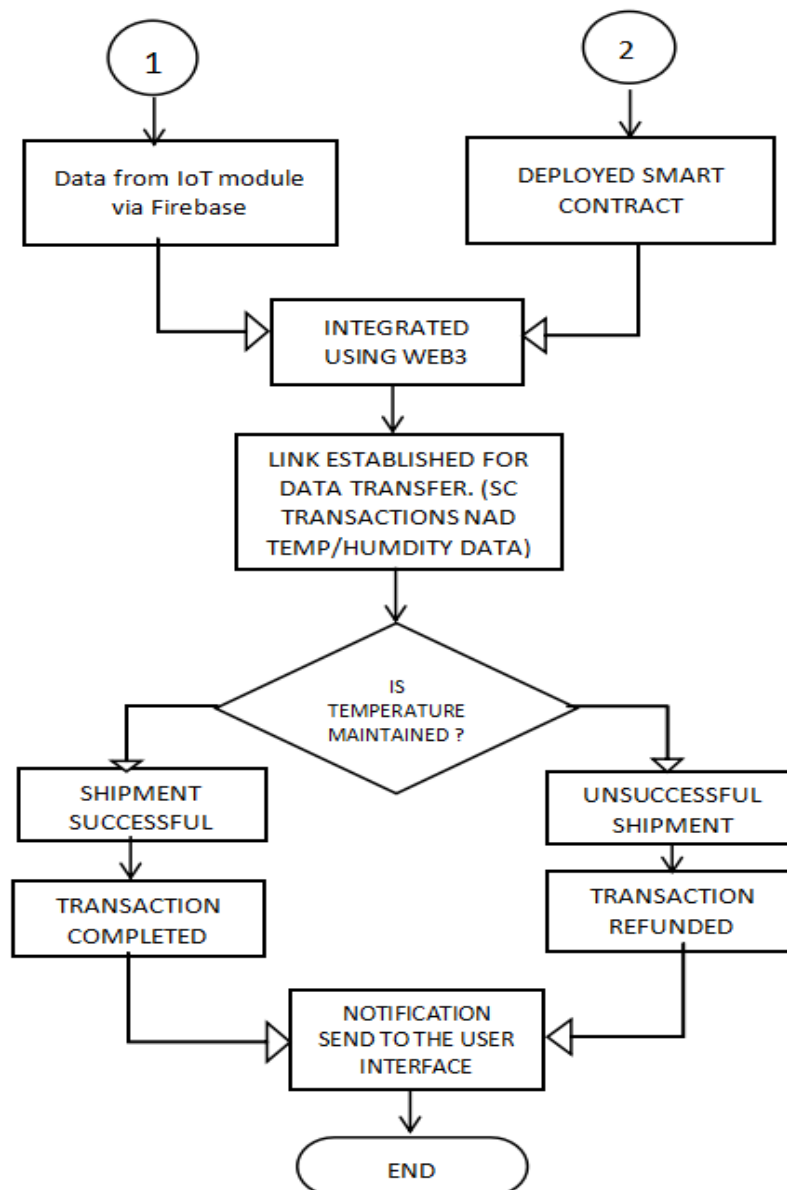 1
2
Data from IoT module
via Firebase
DEPLOYED SMART
CONTRACT
INTEGRATED
USING WEB3
LINK ESTABLISHED FOR
DATA TRANSFER. (SC
TRANSACTIONS NAD
TEMP/HUMDITY DATA)
IS
TEMPERATURE
MAINTAINED ?
SHIPMENT
SUCCESSFUL
UNSUCCESSFUL
SHIPMENT
TRANSACTION
COMPLETED
TRANSACTION
REFUNDED
NOTIFICATION
SEND TO THE USER
INTERFACE
END